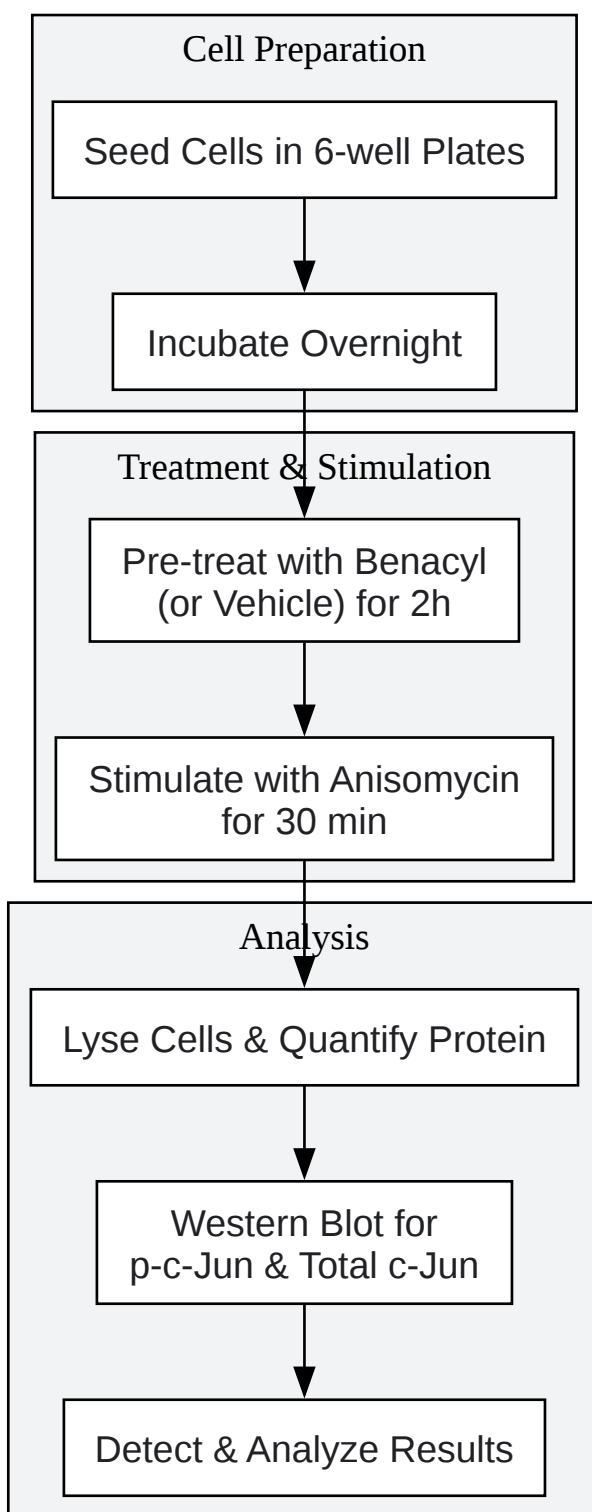 Cell Preparation
Seed Cells in 6-well Plates
Incubate Overnight
Treatment & Stimulation
Pre-treat with Benacyl
(or Vehicle) for 2h
Stimulate with Anisomycin
for 30 min
Analysis
Lyse Cells & Quantify Protein
Western Blot for
p-c-Jun & Total c-Jun
Detect & Analyze Results